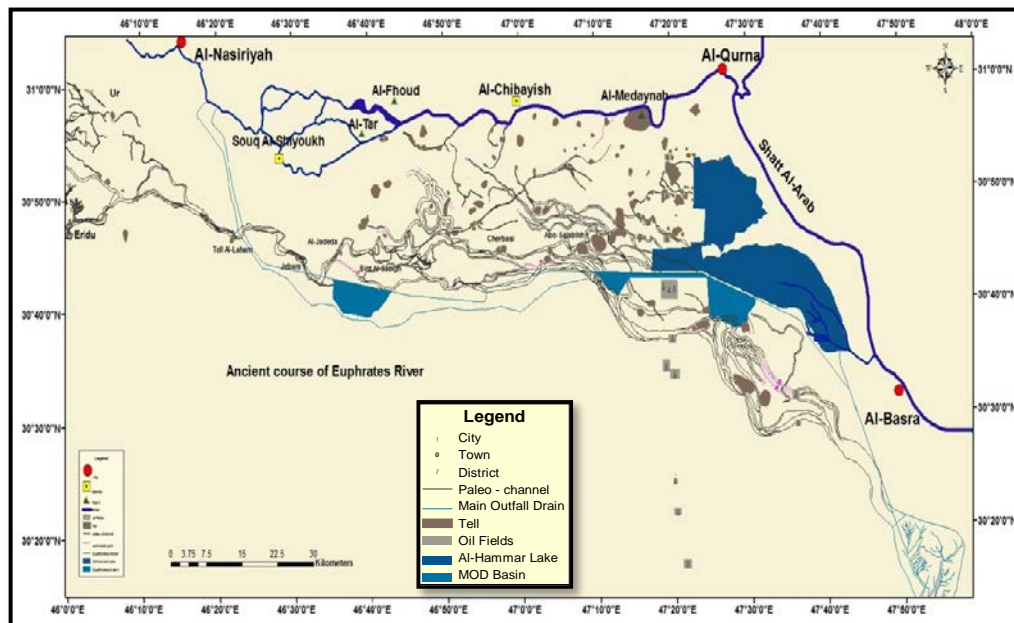 46°0'0"E 46°10'0"E 46°20'0"E 46°30'0"E 46°40'0"E 46°50'0"E 47°0'0"E 47°10'0"E 47°20'0"E 47°30'0"E 47°40'0"E 47°50'0"E 48°0'0"E
Al-Nasiriyah
Al-Qurna
31°0'0"N
31°0'0"N
Ur
Al-Fhoud
Al-Chibayish
Al-Medaynah
Al-Tar
Souq Al-Shiyoukh
Shatt Al-Arab
30°50'0"N
30°50'0"N
Eridu
Tell Al-Laham
Al-Jadeda
Cherbasi
Abo-Salabikh
Jebara
30°40'0"N
30°40'0"N
Ancient course of Euphrates River
Al-Basra
30°30'0"N
30°30'0"N
30°20'0"N
30°20'0"N
Legend
City
Town
District
Paleo - channel
Main Outfall Drain
Tell
Oil Fields
Al-Hammar Lake
MOD Basin
Legend
0 3.75 7.5 15 22.5 30
Kilometers
46°0'0"E 46°10'0"E 46°20'0"E 46°30'0"E 46°40'0"E 46°50'0"E 47°0'0"E 47°10'0"E 47°20'0"E 47°30'0"E 47°40'0"E 47°50'0"E